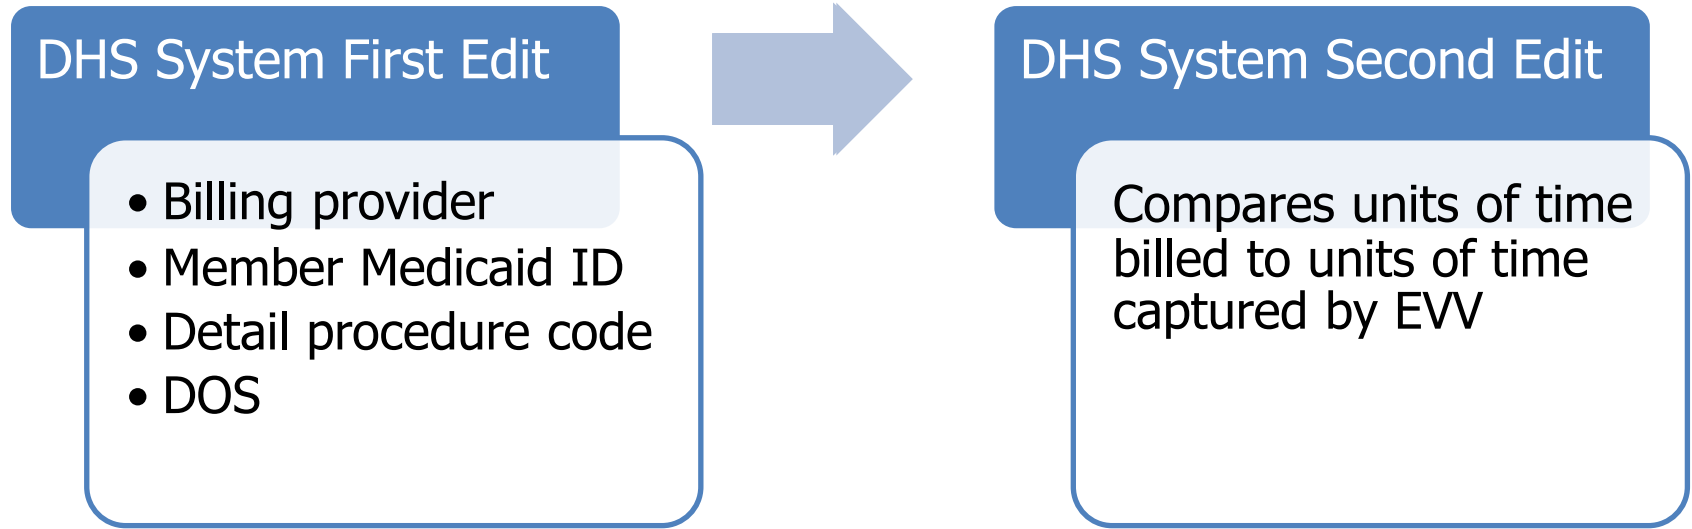 DHS System First Edit
• Billing provider
• Member Medicaid ID
• Detail procedure code
• DOS
DHS System Second Edit
Compares units of time
billed to units of time
captured by EVV